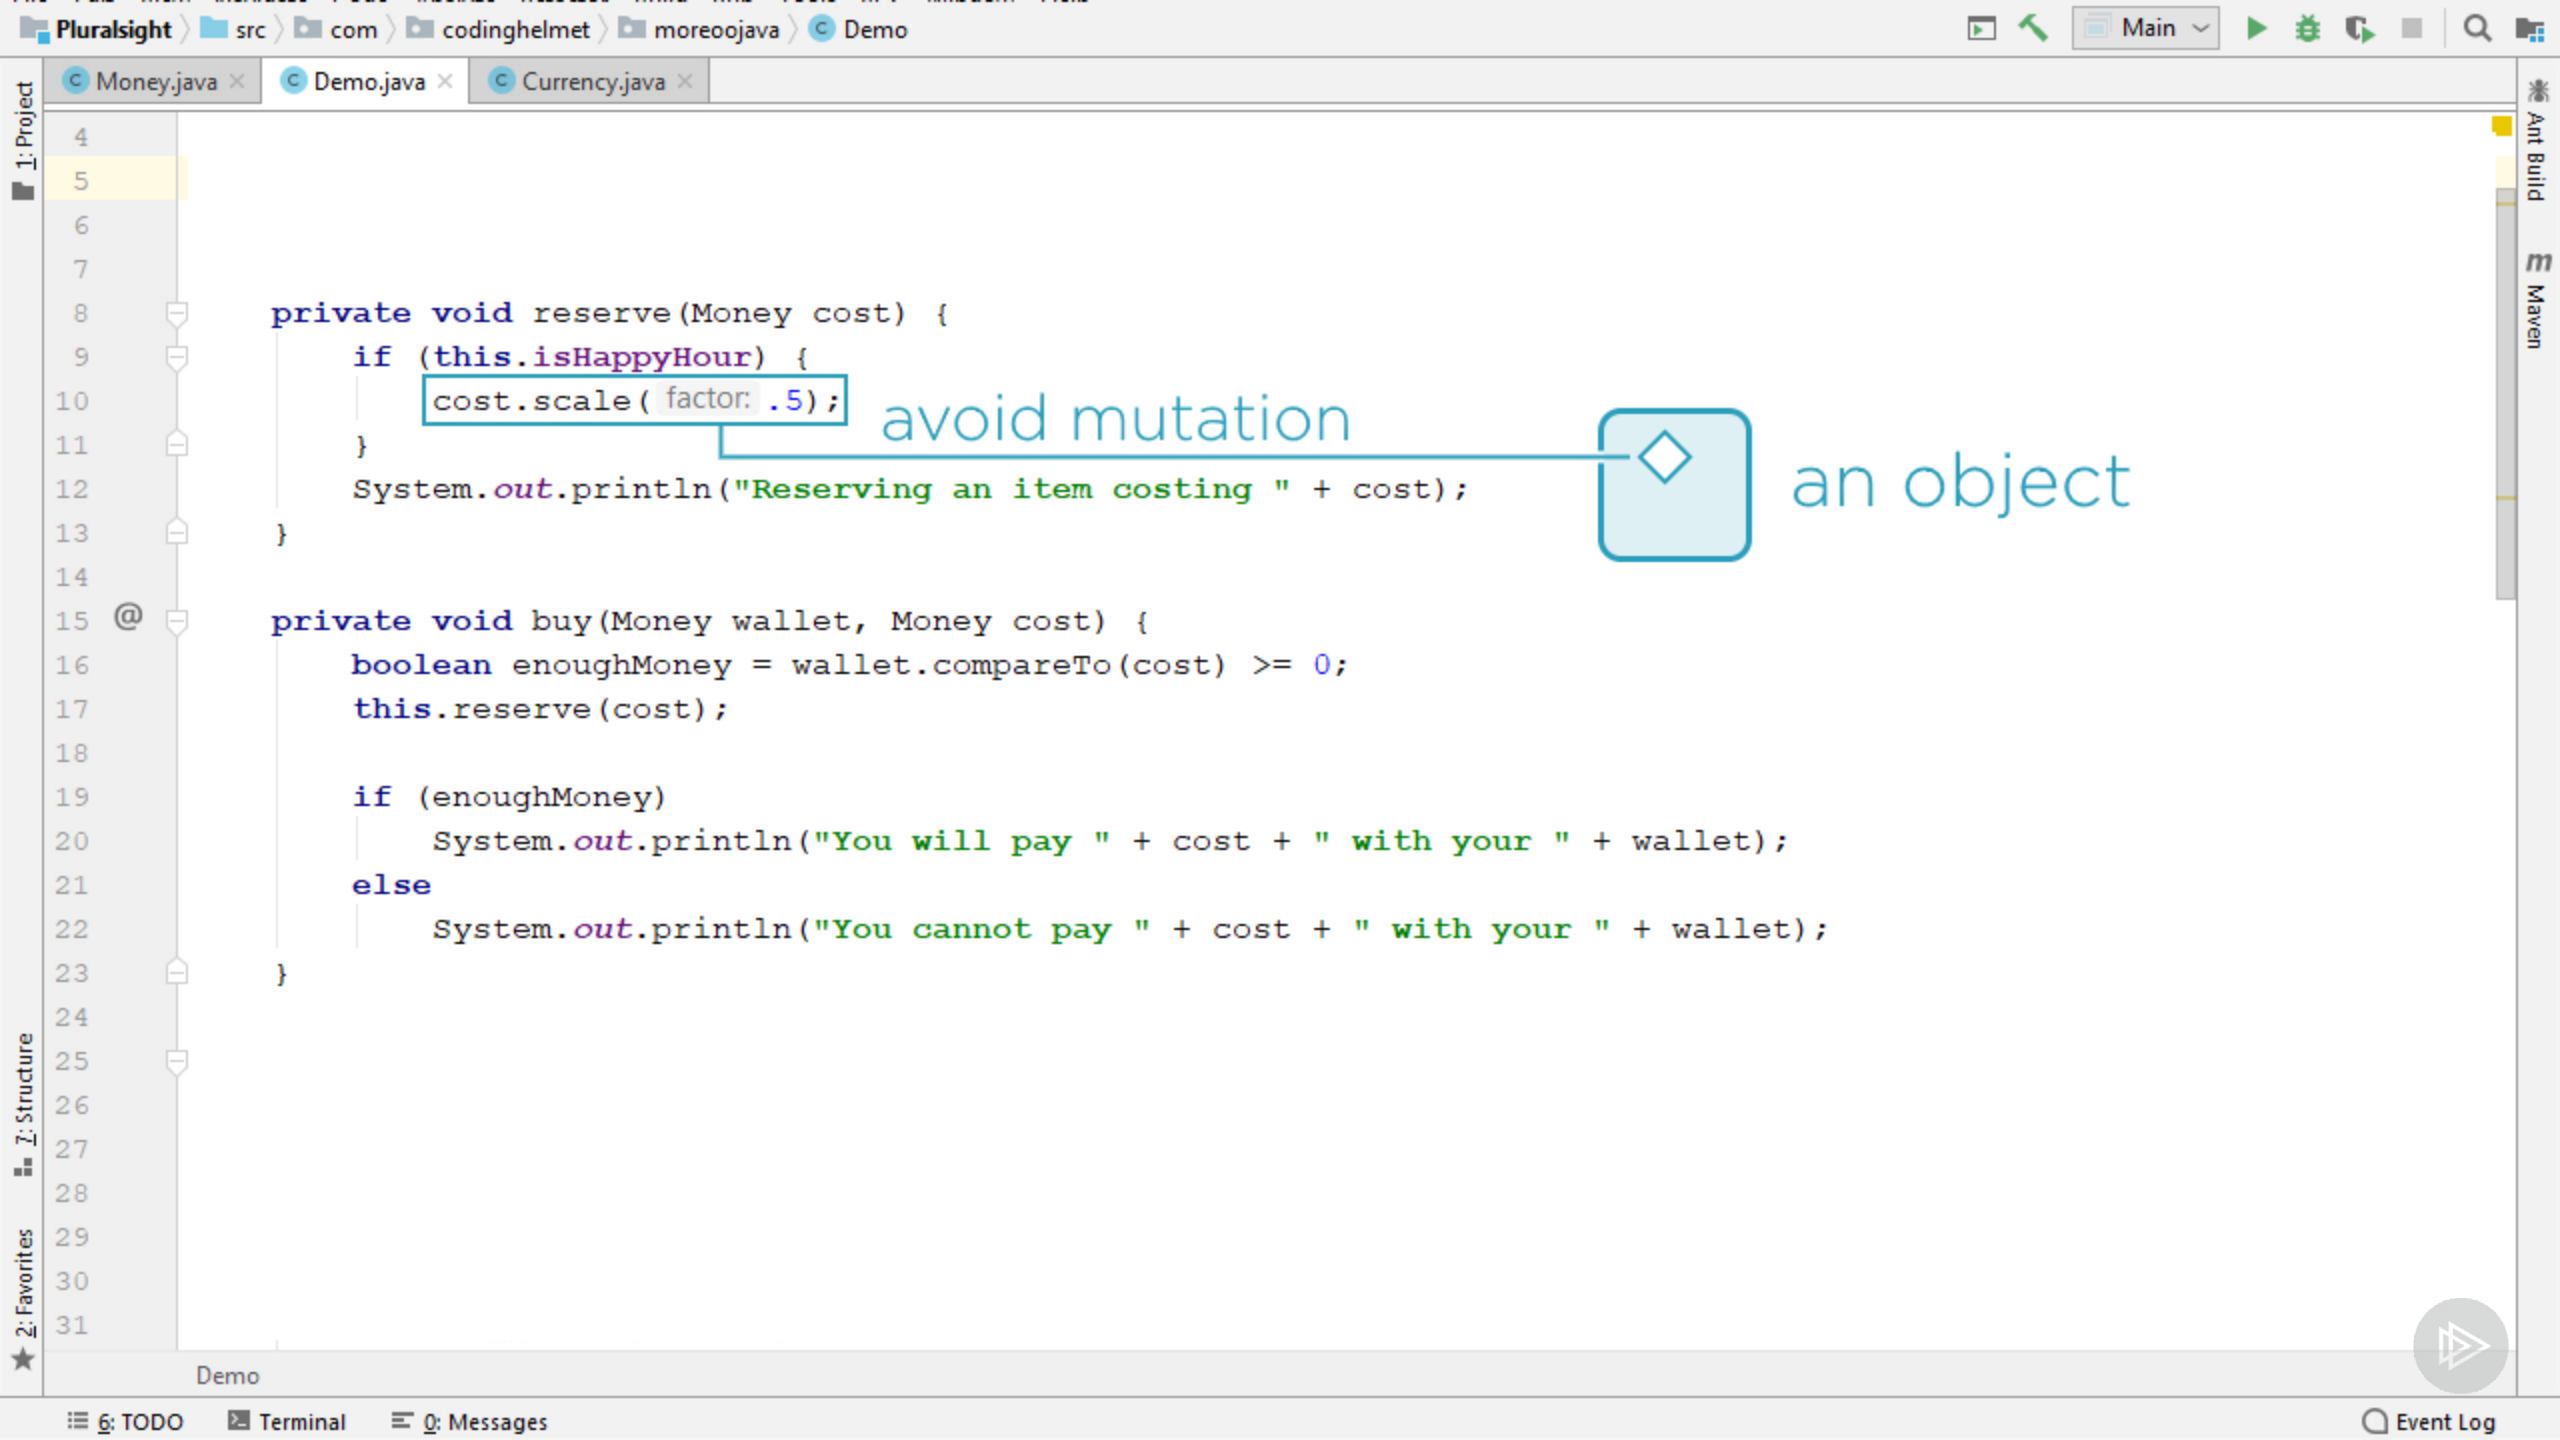 Pluralsight src com codinghelmet moreoojava Demo Main
Money.java Demo.java Currency.java
1: Project
Ant Build
Maven
4
5
6
7
8 private void reserve(Money cost) {
9 if (this.isHappyHour) {
10 cost.scale( factor: .5);
avoid mutation
an object
11 }
12 System.out.println("Reserving an item costing " + cost);
13 }
14
15 @ private void buy(Money wallet, Money cost) {
16 boolean enoughMoney = wallet.compareTo(cost) >= 0;
17 this.reserve(cost);
18
19 if (enoughMoney)
20 System.out.println("You will pay " + cost + " with your " + wallet);
21 else
22 System.out.println("You cannot pay " + cost + " with your " + wallet);
23 }
24
25
26
27
28
29
30
31
7: Structure
2: Favorites
Demo
6: TODO Terminal 0: Messages Event Log